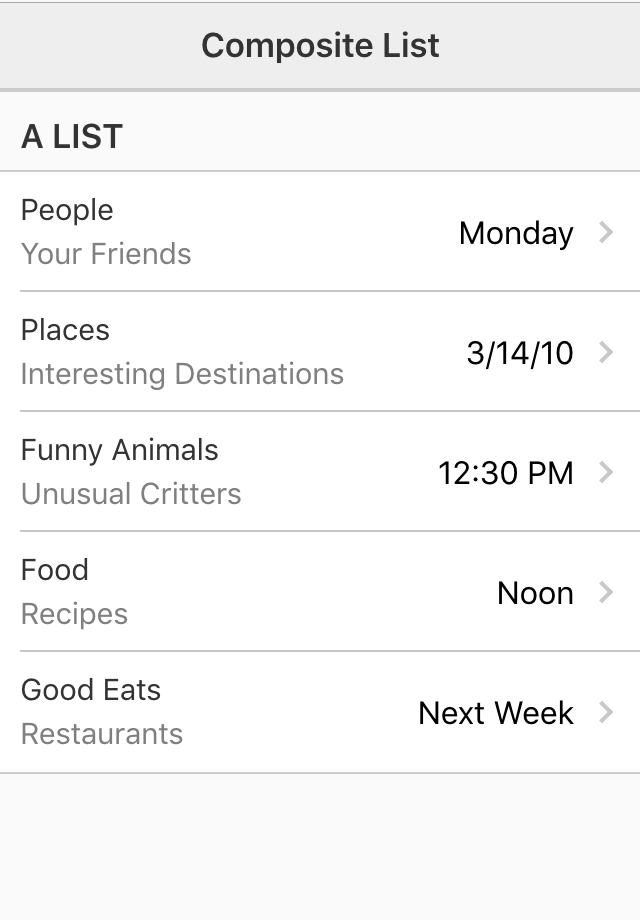 Composite List
A LIST
People
Your Friends
Monday
Places
Interesting Destinations
3/14/10
Funny Animals
Unusual Critters
12:30 PM
Food
Recipes
Noon
Good Eats
Restaurants
Next Week